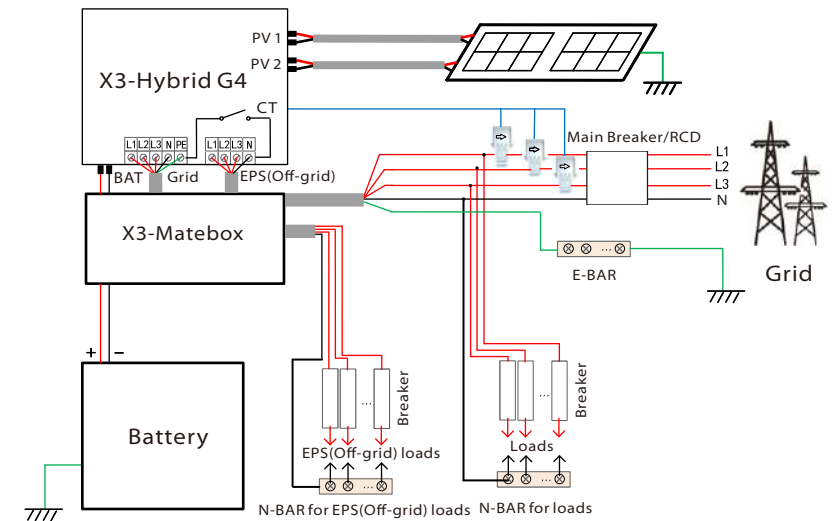 PV 1
PV 2
X3-Hybrid G4
CT
L1 L2 L3 N PE
L1 L2 L3 N
BAT
Grid
EPS(Off-grid)
Main Breaker/RCD
L1
L2
L3
N
X3-Matebox
E-BAR
Grid
+
−
Battery
...
Breaker
...
Breaker
EPS(Off-grid) loads
Loads
...
...
...
N-BAR for EPS(Off-grid) loads
N-BAR for loads